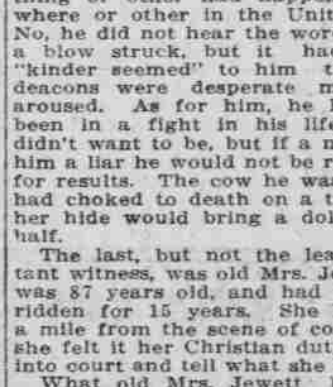 where or other in the Unit
No, he did not hear the wor
a blow struck, but it ha
"kinder seemed" to him t
deacons were desperate m
aroused. As for him, he
been in a fight in his life
didn't want to be, but if a m
him a liar he would not be r
for results. The cow he wa
had choked to death on a t
her hide would bring a dol
half.
The last, but not the lea
tant witness, was old Mrs. Je
was 87 years old, and had
ridden for 15 years. She
a mile from the scene of co
she felt it her Christian dut
into court and tell what she
What old Mrs. Jewett